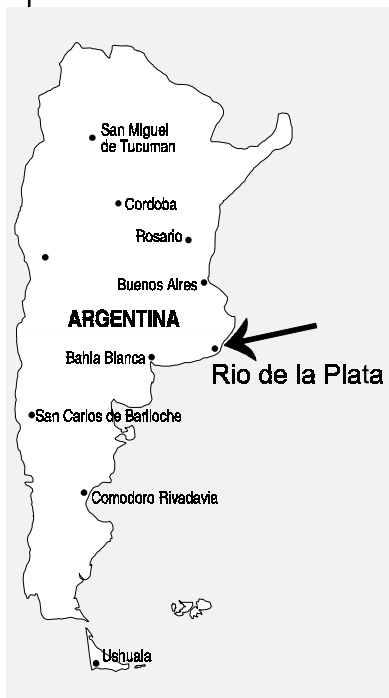 San Miguel
de Tucuman
Cordoba
Rosario
Buenos Aires
ARGENTINA
Bahia Blanca
Rio de la Plata
San Carlos de Bariloche
Comodoro Rivadavia
Ushuaia